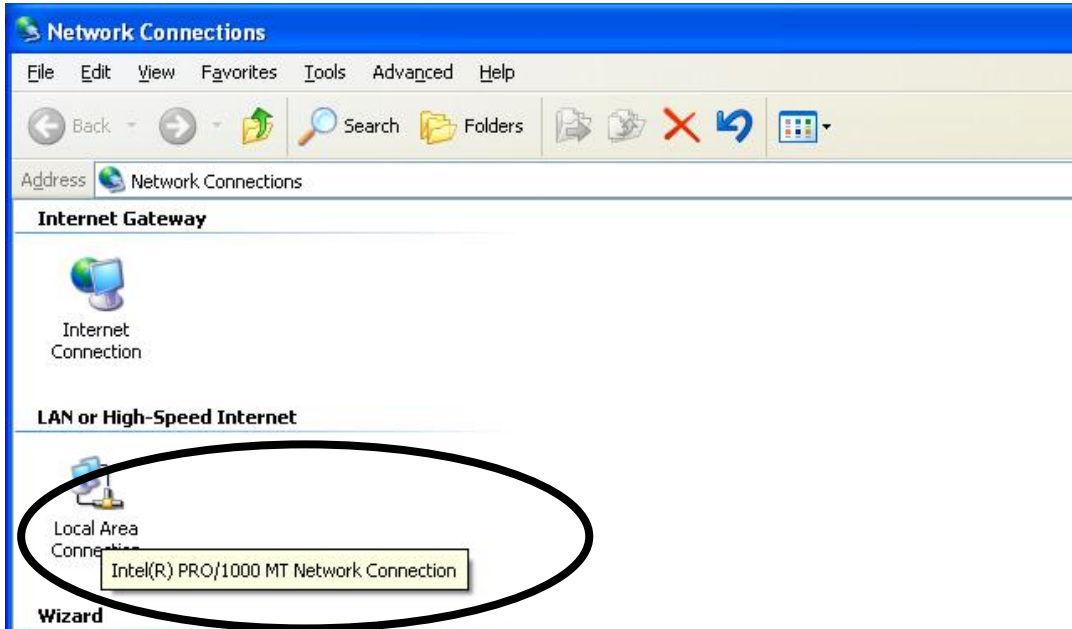 Network Connections
File Edit View Favorites Tools Advanced Help
Back Search Folders
Address Network Connections
Internet Gateway
Internet
Connection
LAN or High-Speed Internet
Local Area
Connection
Intel(R) PRO/1000 MT Network Connection
Wizard